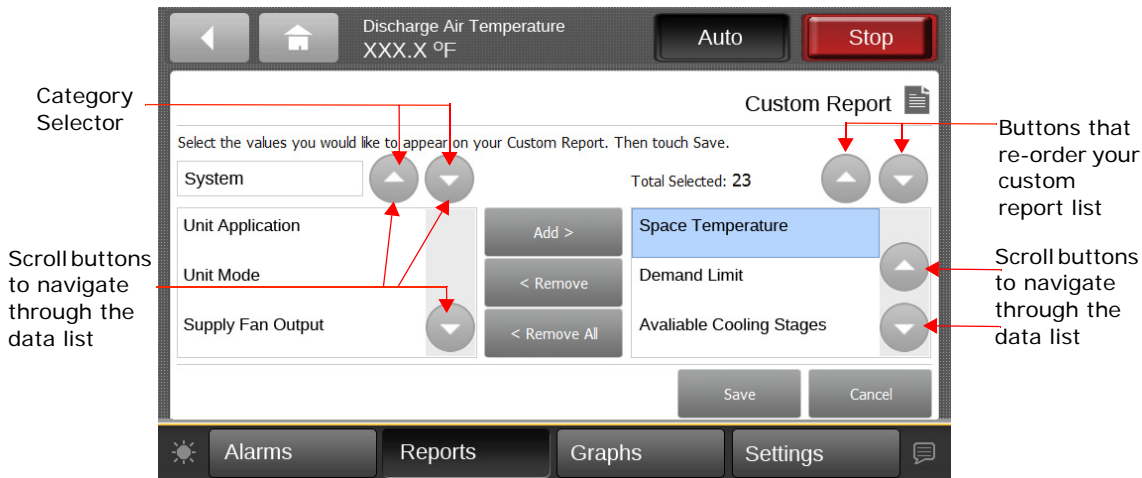 Discharge Air Temperature
XXX.X °F
Auto
Stop
Category
Selector
Custom Report
Select the values you would like to appear on your Custom Report. Then touch Save.
System
Total Selected: 23
Buttons that
re-order your
custom
report list
Unit Application
Unit Mode
Supply Fan Output
Add >
< Remove
< Remove All
Space Temperature
Demand Limit
Avaliable Cooling Stages
Scroll buttons
to navigate
through the
data list
Scroll buttons
to navigate
through the
data list
Save
Cancel
Alarms
Reports
Graphs
Settings